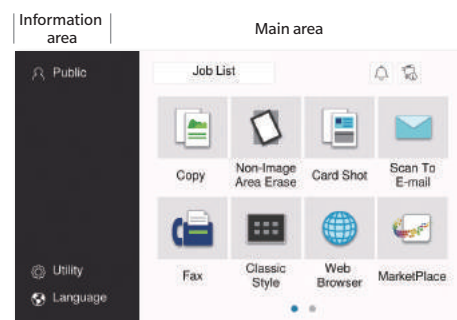 Information
area
Main area
Public
Job List
Copy
Non-Image
Area Erase
Card Shot
Scan To
E-mail
Fax
Classic
Style
Web
Browser
MarketPlace
Utility
Language